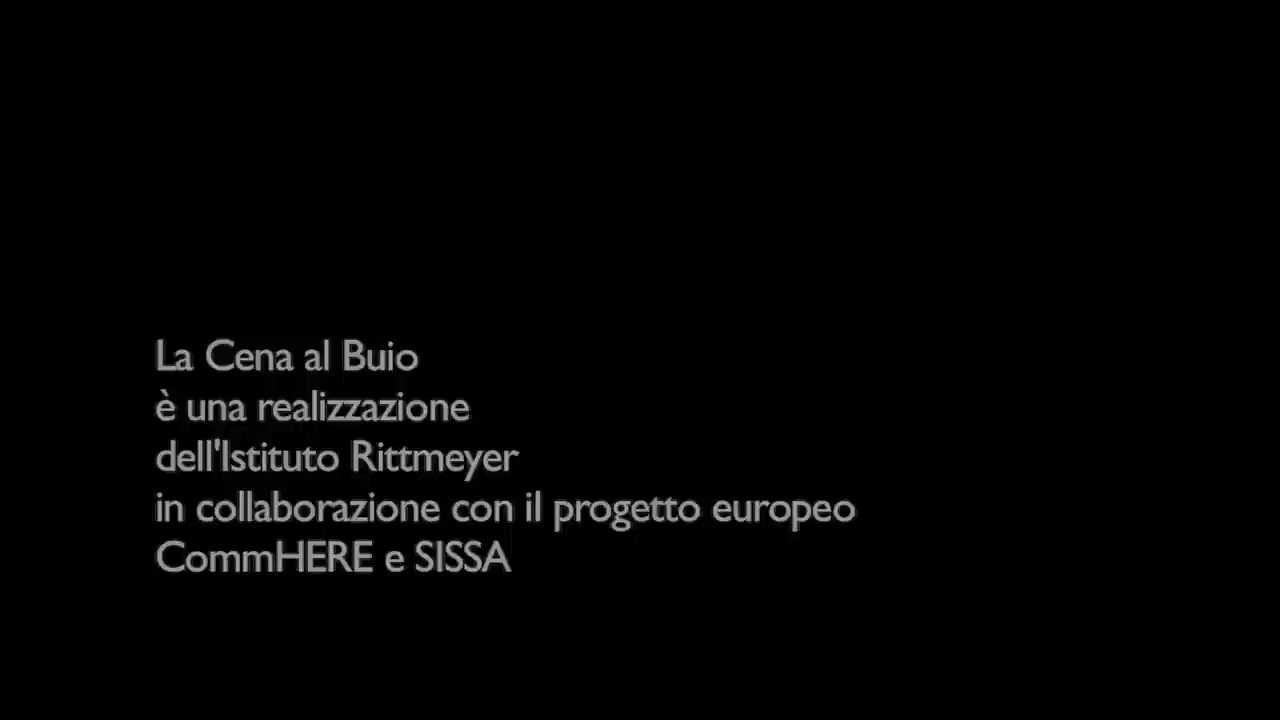 La Cena al Buio
è una realizzazione
dell'Istituto Rittmeyer
in collaborazione con il progetto europeo
CommHERE e SISSA